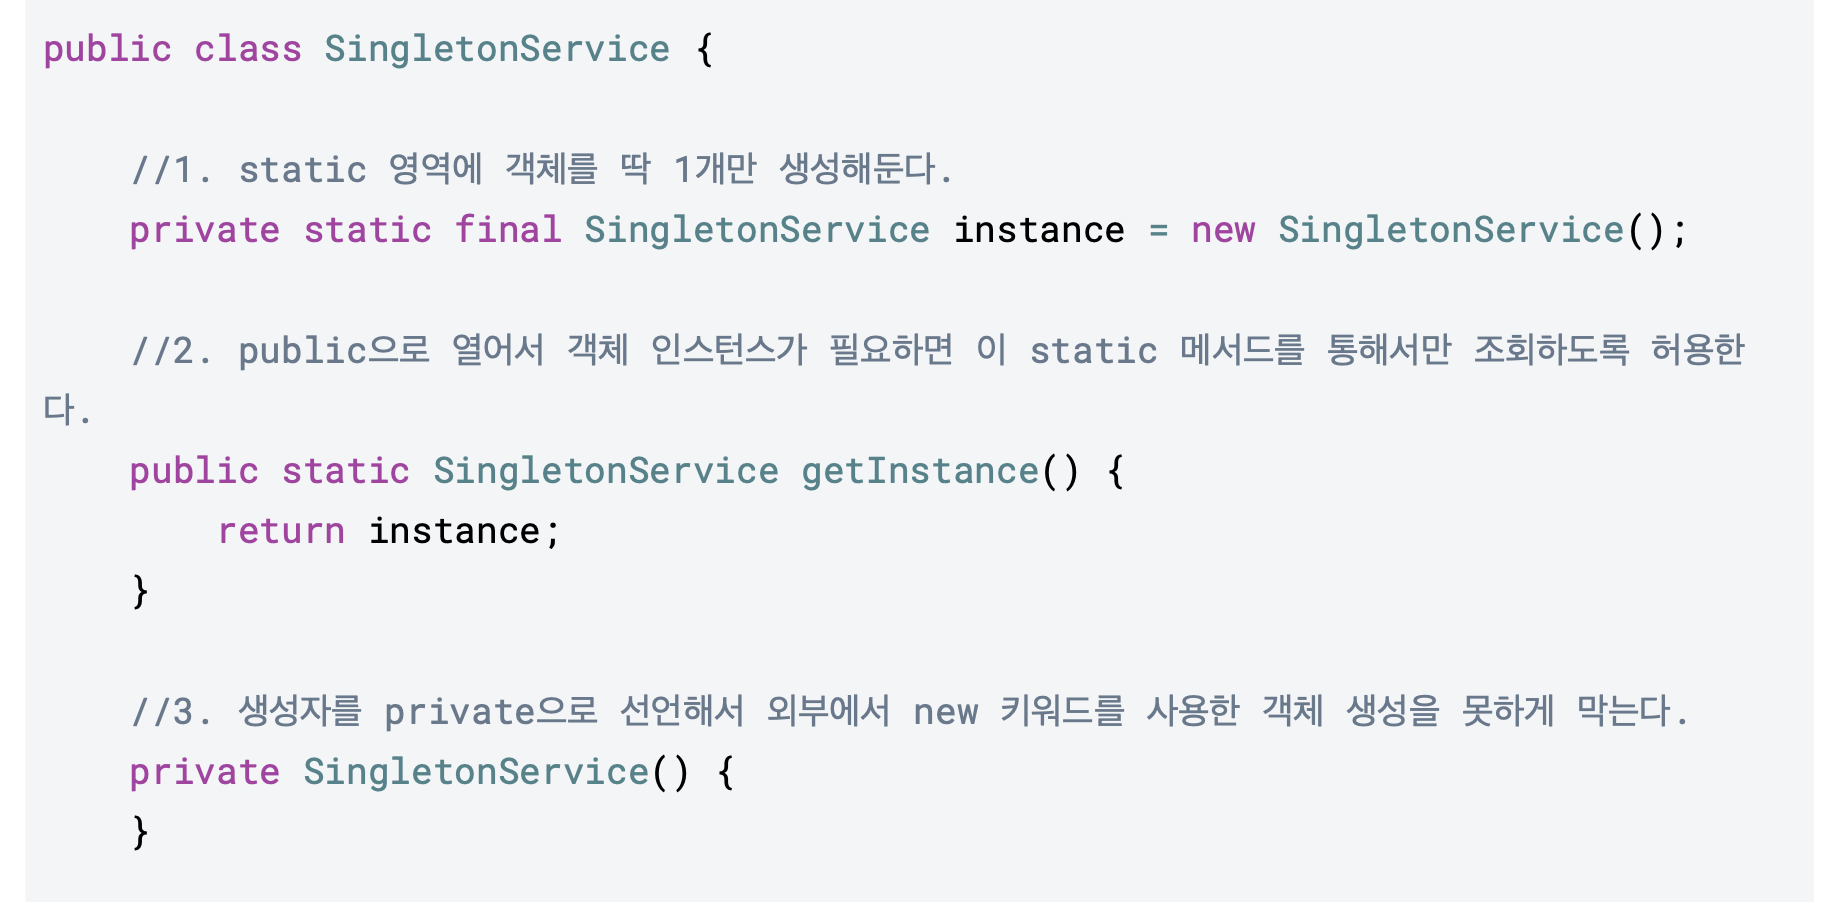 public class SingletonService {
//1. static 영역에 객체를 딱 1개만 생성해둔다.
private static final SingletonService instance = new SingletonService();
//2. public으로 열어서 객체 인스턴스가 필요하면 이 static 메서드를 통해서만 조회하도록 허용한
다.
public static SingletonService getInstance() {
return instance;
}
//3. 생성자를 private으로 선언해서 외부에서 new 키워드를 사용한 객체 생성을 못하게 막는다.
private SingletonService() {
}